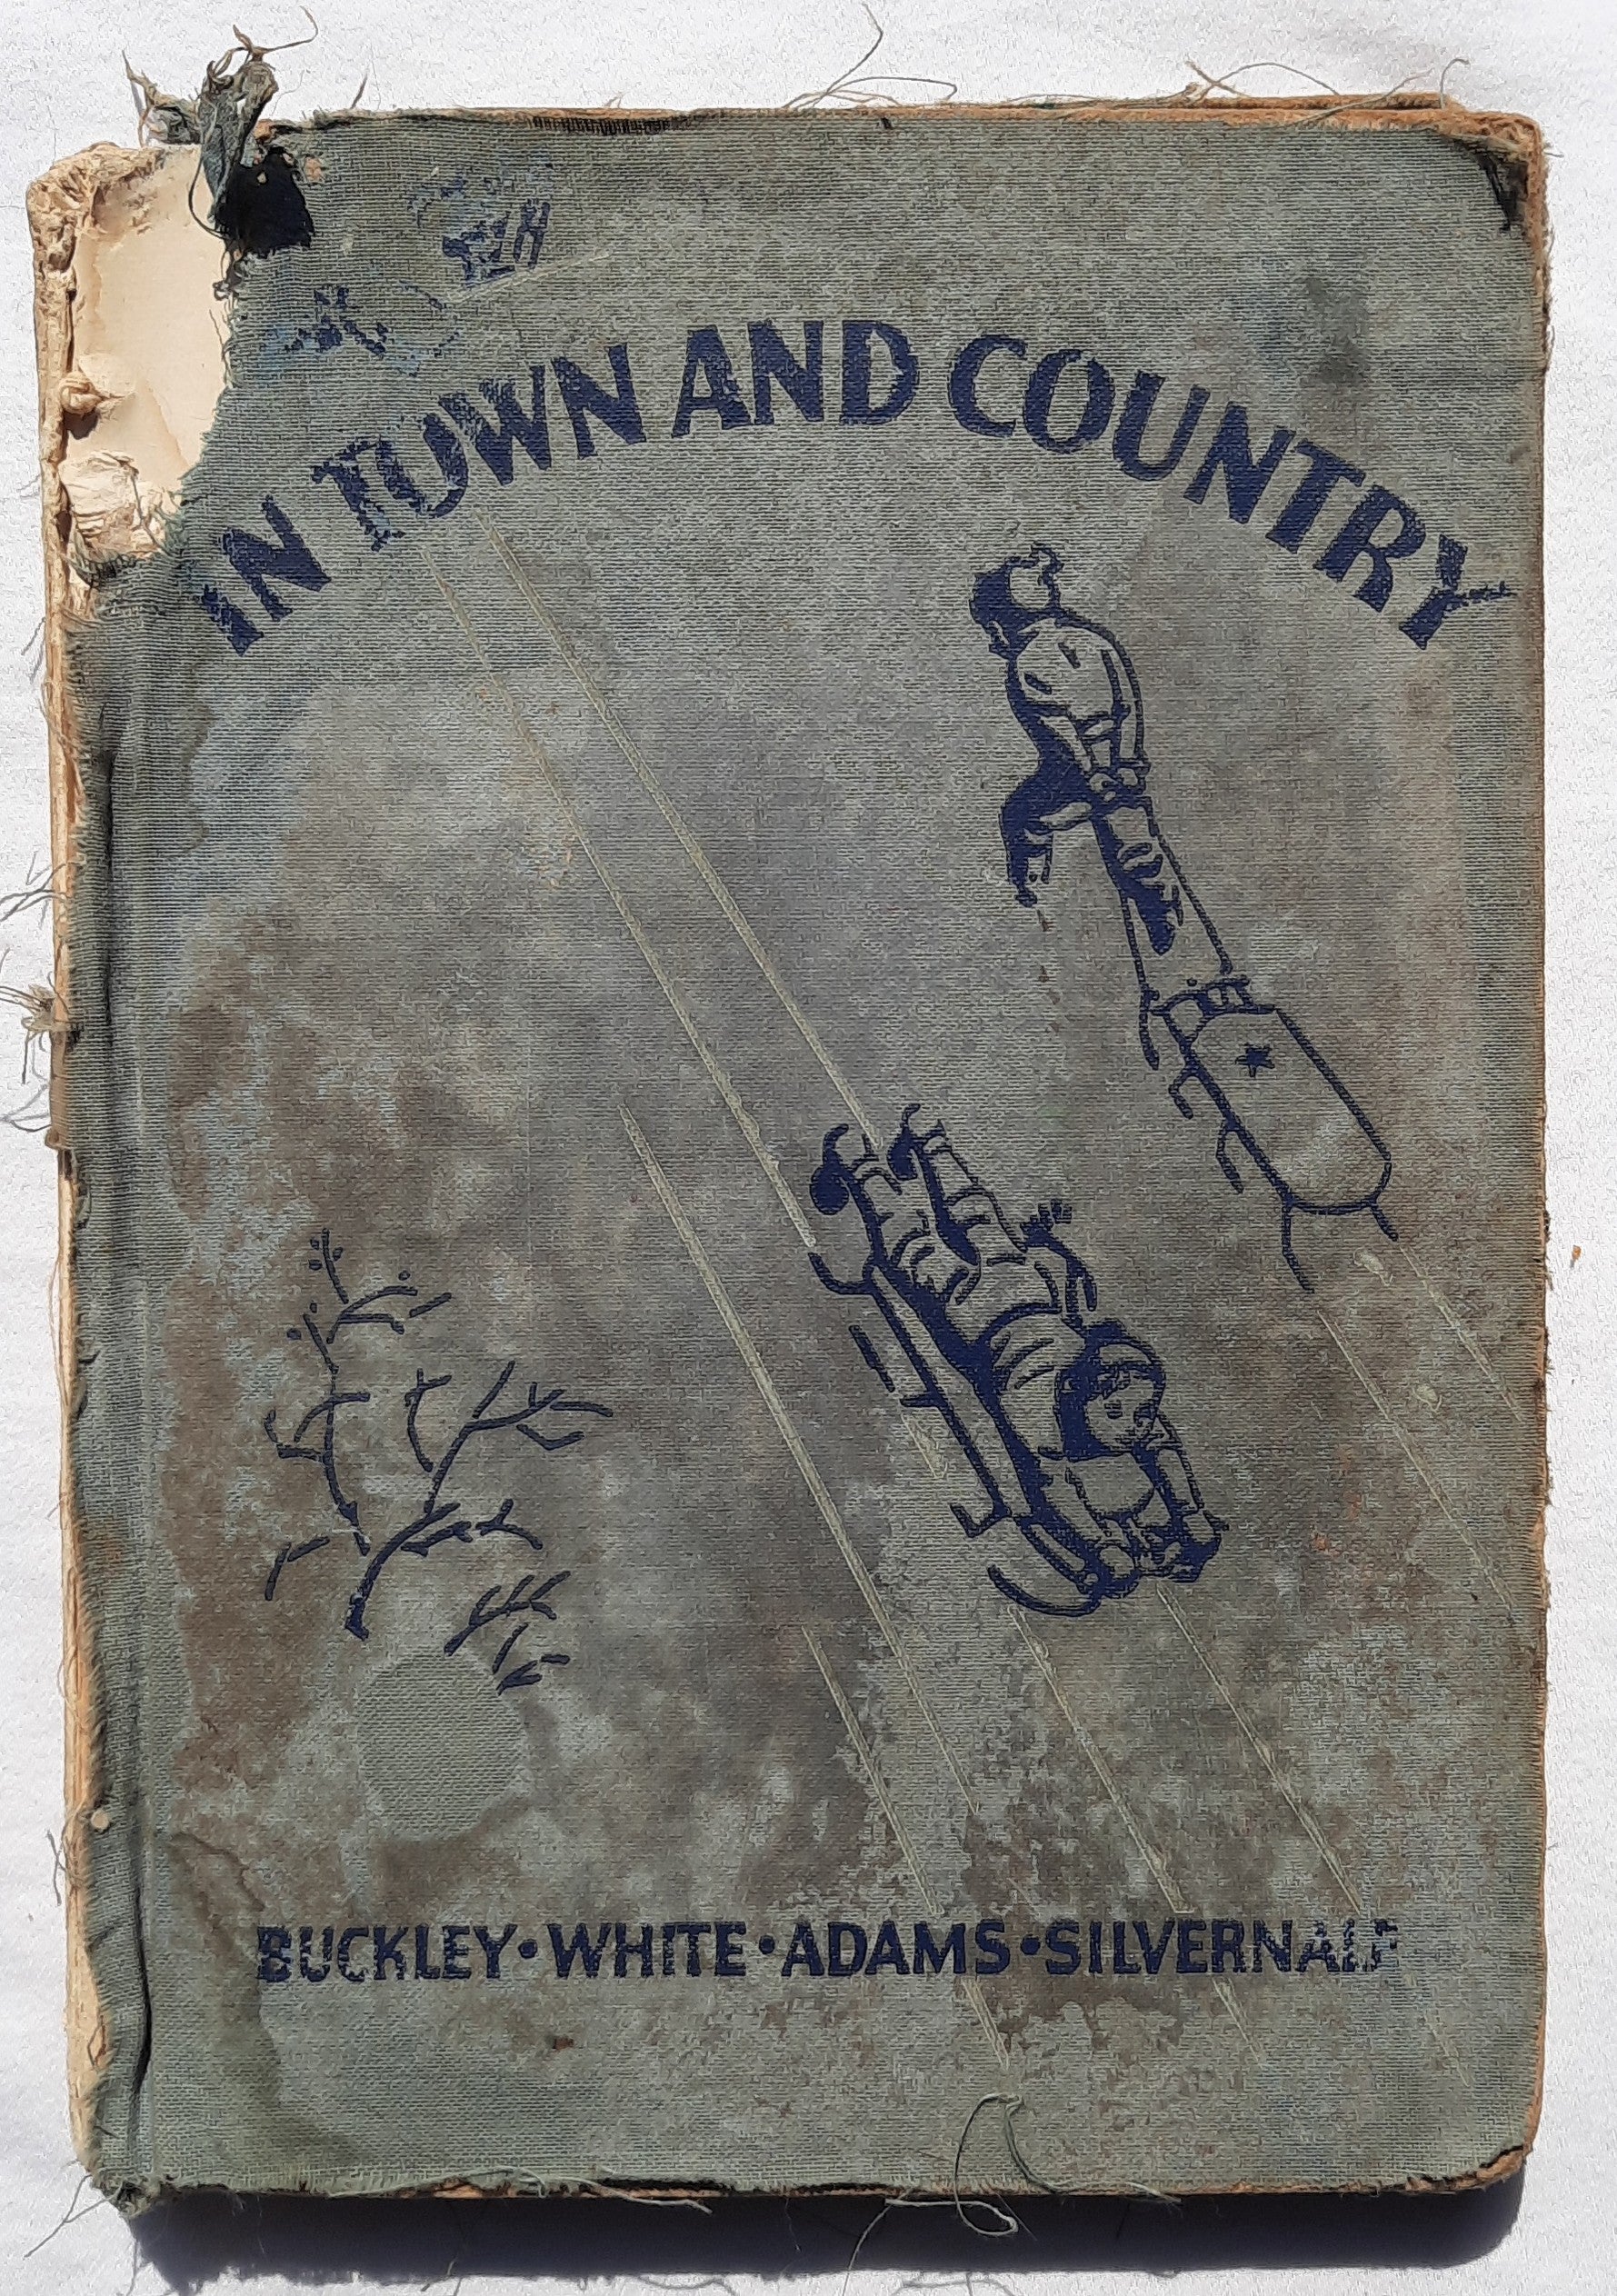 IN TOWN AND COUNTRY
BUCKLEY • WHITE • ADAMS • SILVERNALE